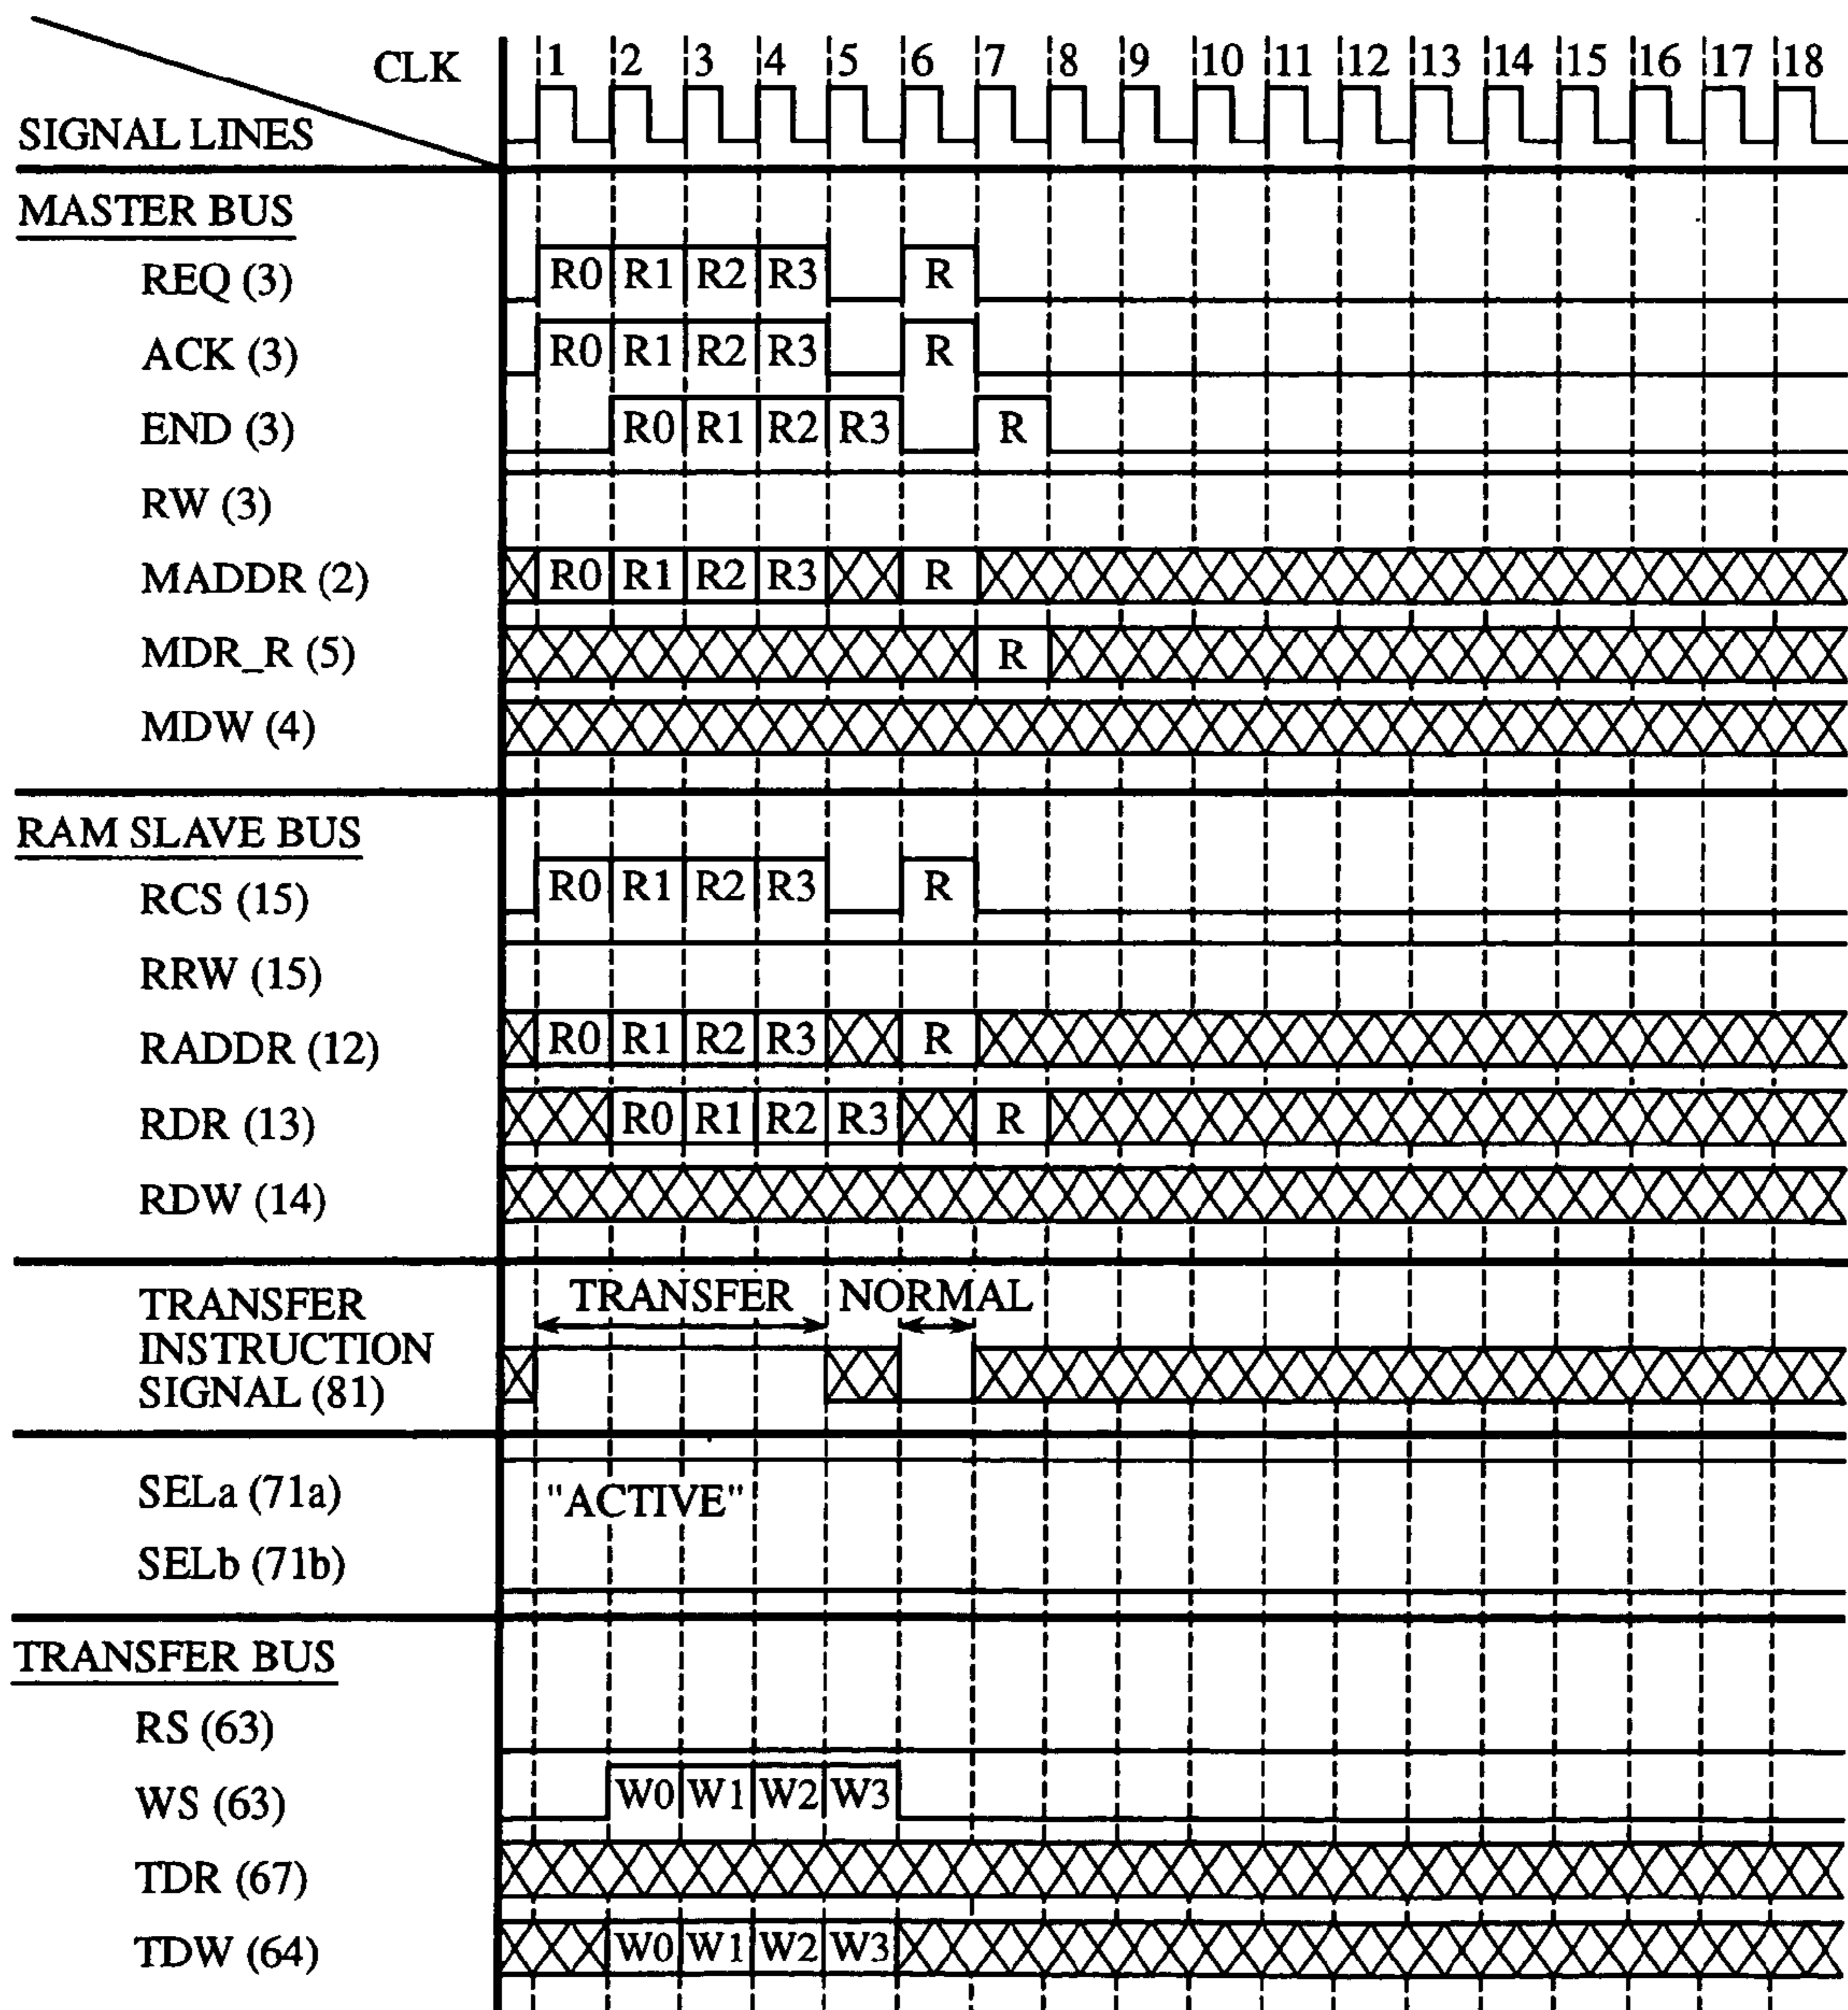 CLK 1 2 3 4 5 6 7 8 9 10 11 12 13 14 15 16 17 18
SIGNAL LINES
MASTER BUS
REQ (3) R0 R1 R2 R3 R
ACK (3) R0 R1 R2 R3 R
END (3) R0 R1 R2 R3 R
RW (3)
MADDR (2) R0 R1 R2 R3 R
MDR_R (5) R
MDW (4)
RAM SLAVE BUS
RCS (15) R0 R1 R2 R3 R
RRW (15)
RADDR (12) R0 R1 R2 R3 R
RDR (13) R0 R1 R2 R3 R
RDW (14)
TRANSFER NORMAL
TRANSFER
INSTRUCTION
SIGNAL (81)
SELa (71a) "ACTIVE"
SELb (71b)
TRANSFER BUS
RS (63)
WS (63) W0 W1 W2 W3
TDR (67)
TDW (64) W0 W1 W2 W3